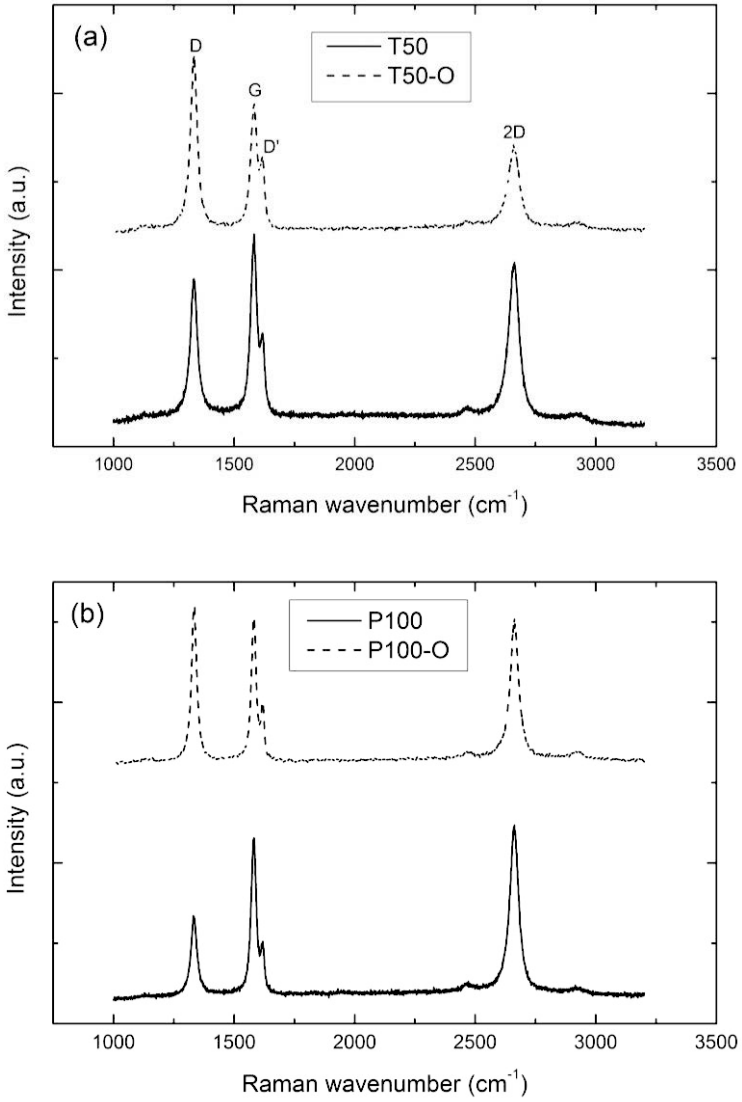 (a)
T50
T50-O
D
G
D'
2D
Intensity (a.u.)
1000 1500 2000 2500 3000 3500
Raman wavenumber (cm⁻¹)
(b)
P100
P100-O
Intensity (a.u.)
1000 1500 2000 2500 3000 3500
Raman wavenumber (cm⁻¹)